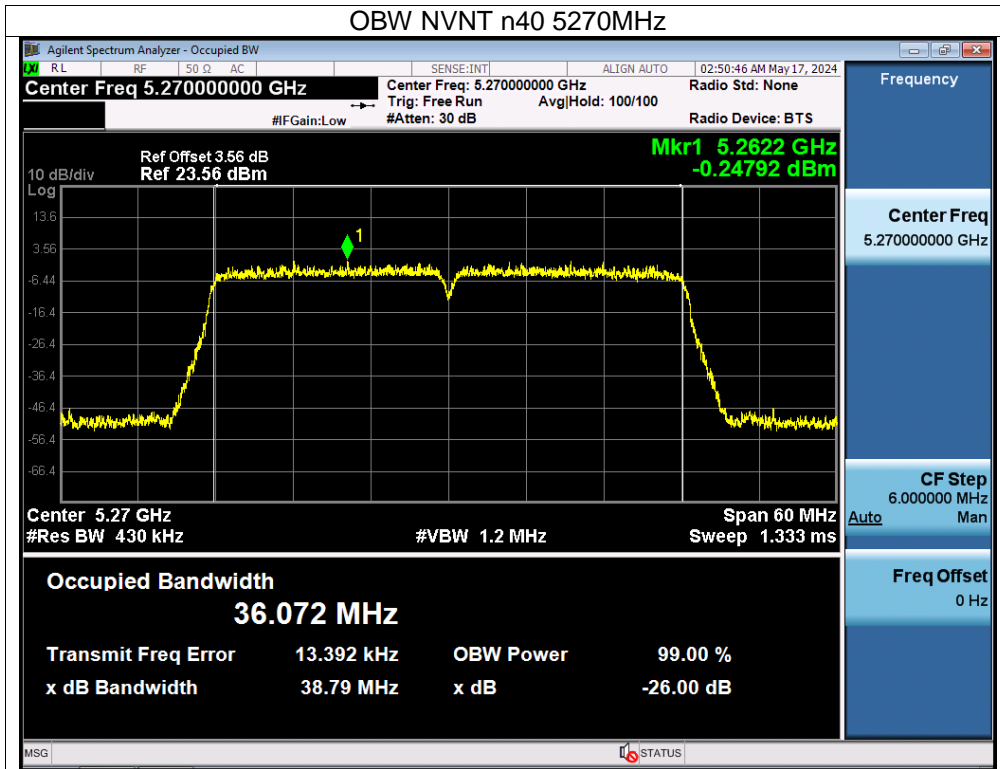 OBW NVNT n40 5270MHz
Agilent Spectrum Analyzer - Occupied BW
LXI RL RF 50 Ω AC SENSE:INT ALIGN AUTO 02:50:46 AM May 17, 2024
Center Freq 5.270000000 GHz
Center Freq: 5.270000000 GHz Radio Std: None
Trig: Free Run Avg|Hold: 100/100
#IFGain:Low #Atten: 30 dB Radio Device: BTS
Frequency
Mkr1 5.2622 GHz
-0.24792 dBm
Ref Offset 3.56 dB
10 dB/div Ref 23.56 dBm
Log
13.6
3.56
-6.44
-16.4
-26.4
-36.4
-46.4
-56.4
-66.4
1
Center 5.27 GHz Span 60 MHz
#Res BW 430 kHz #VBW 1.2 MHz Sweep 1.333 ms
Center Freq
5.270000000 GHz
CF Step
6.000000 MHz
Auto Man
Freq Offset
0 Hz
Occupied Bandwidth
36.072 MHz
Transmit Freq Error 13.392 kHz OBW Power 99.00 %
x dB Bandwidth 38.79 MHz x dB -26.00 dB
MSG STATUS